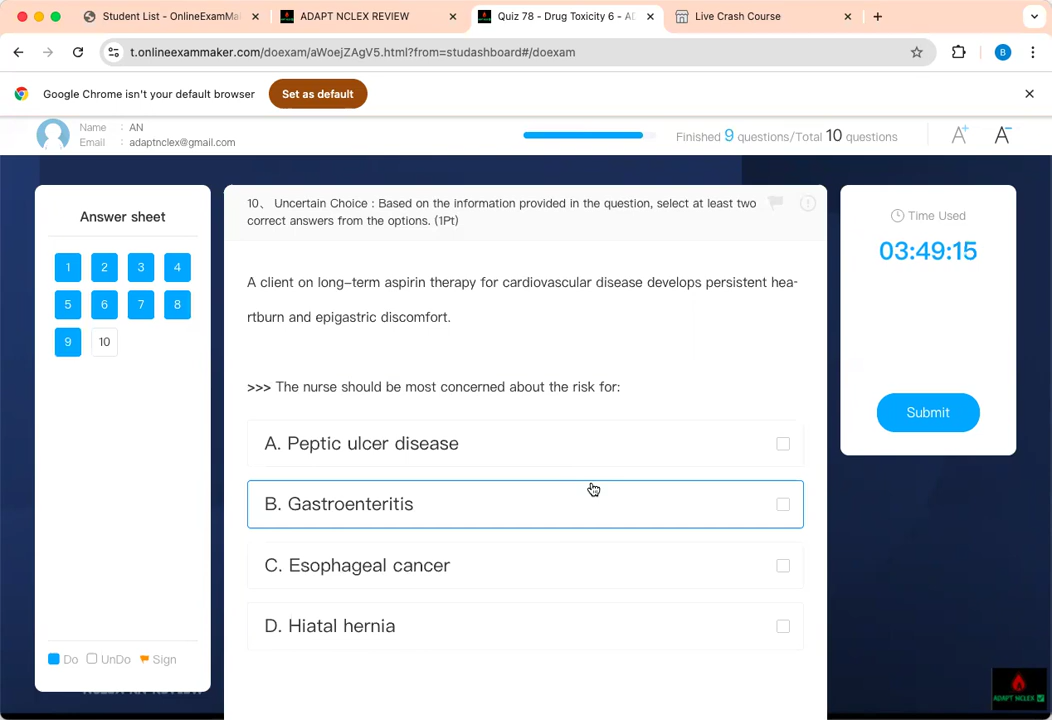 Student List - OnlineExamMa
ADAPT NCLEX REVIEW
Quiz 78 - Drug Toxicity 6 - AD
Live Crash Course
t.onlineexammaker.com/doexam/aWoejZAgV5.html?from=studashboard#/doexam
B
Google Chrome isn't your default browser
Set as default
Name : AN
Email : adaptnclex@gmail.com
Finished 9 questions/Total 10 questions
A+
A-
Answer sheet
1 2 3 4
5 6 7 8
9 10
Do UnDo Sign
10、 Uncertain Choice : Based on the information provided in the question, select at least two
correct answers from the options. (1Pt)
A client on long-term aspirin therapy for cardiovascular disease develops persistent hea-
rtburn and epigastric discomfort.
>>> The nurse should be most concerned about the risk for:
A. Peptic ulcer disease
B. Gastroenteritis
C. Esophageal cancer
D. Hiatal hernia
Time Used
03:49:15
Submit
ADAPT NCLEX